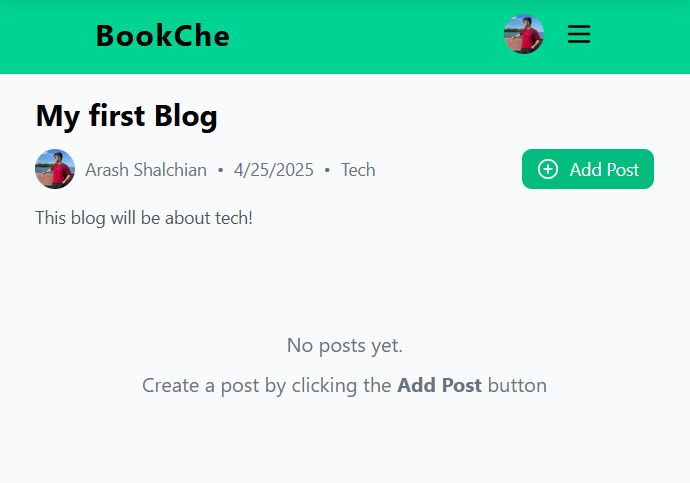 BookChe
My first Blog
Arash Shalchian • 4/25/2025 • Tech
Add Post
This blog will be about tech!
No posts yet.
Create a post by clicking the Add Post button